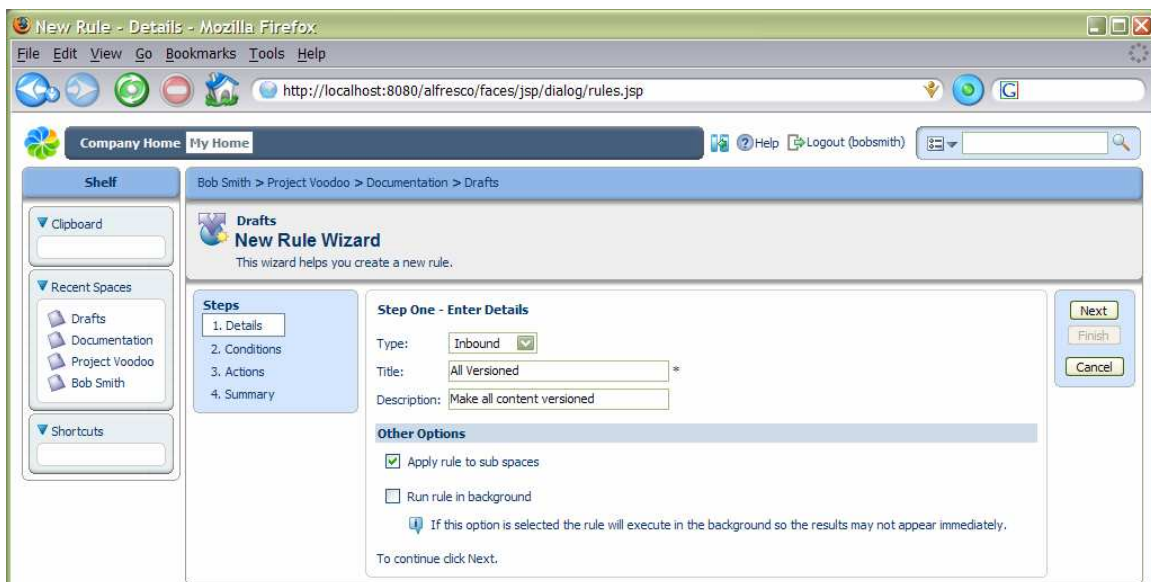 New Rule - Details - Mozilla Firefox
File Edit View Go Bookmarks Tools Help
http://localhost:8080/alfresco/faces/jsp/dialog/rules.jsp
G
Company Home My Home
Help Logout (bobsmith)
Shelf
Bob Smith > Project Voodoo > Documentation > Drafts
Clipboard
Recent Spaces
Drafts
Documentation
Project Voodoo
Bob Smith
Shortcuts
Drafts
New Rule Wizard
This wizard helps you create a new rule.
Steps
1. Details
2. Conditions
3. Actions
4. Summary
Step One - Enter Details
Type: Inbound
Title: All Versioned *
Description: Make all content versioned
Other Options
Apply rule to sub spaces
Run rule in background
If this option is selected the rule will execute in the background so the results may not appear immediately.
To continue click Next.
Next
Finish
Cancel